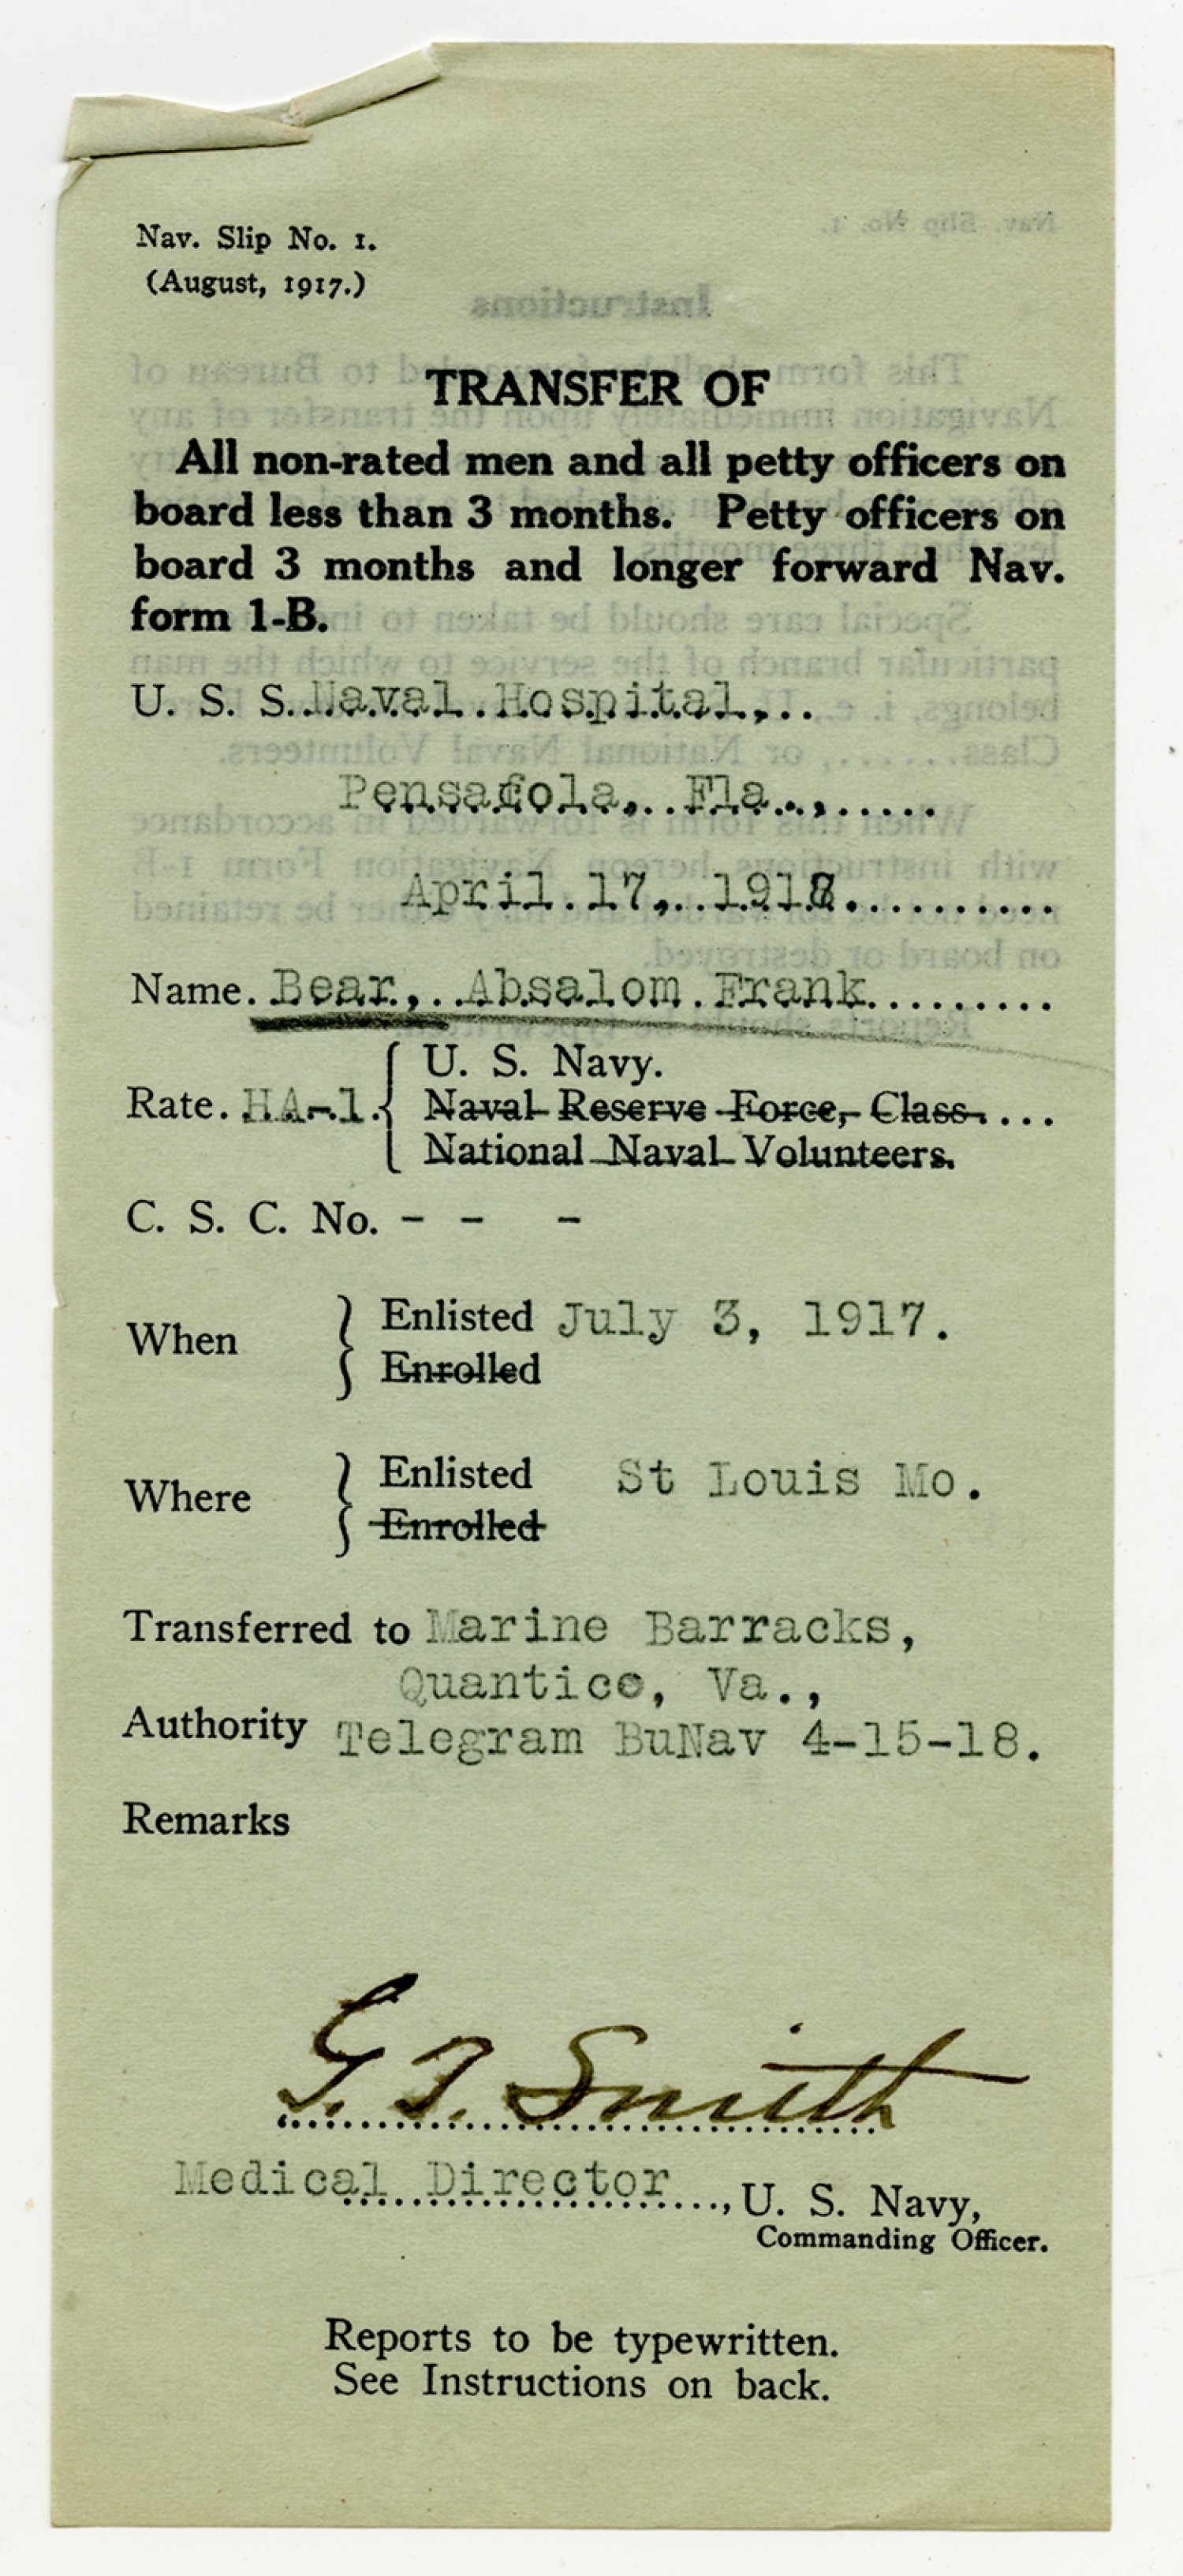 Nav. Slip No. 1.
(August, 1917.)
TRANSFER OF
All non-rated men and all petty officers on
board less than 3 months. Petty officers on
board 3 months and longer forward Nav.
form 1-B.
U. S. S. Naval Hospital,
Pensacola, Fla.,
April 17, 1918.
Name. Bear, Absalom Frank
Rate. HA-1. { U. S. Navy.
Naval Reserve Force, Class....
National Naval Volunteers.
C. S. C. No. - - -
When } Enlisted July 3, 1917.
Enrolled
Where } Enlisted St Louis Mo.
Enrolled
Transferred to Marine Barracks,
Quantico, Va.,
Authority Telegram BuNav 4-15-18.
Remarks
G. T. Smith
Medical Director, U. S. Navy,
Commanding Officer.
Reports to be typewritten.
See Instructions on back.